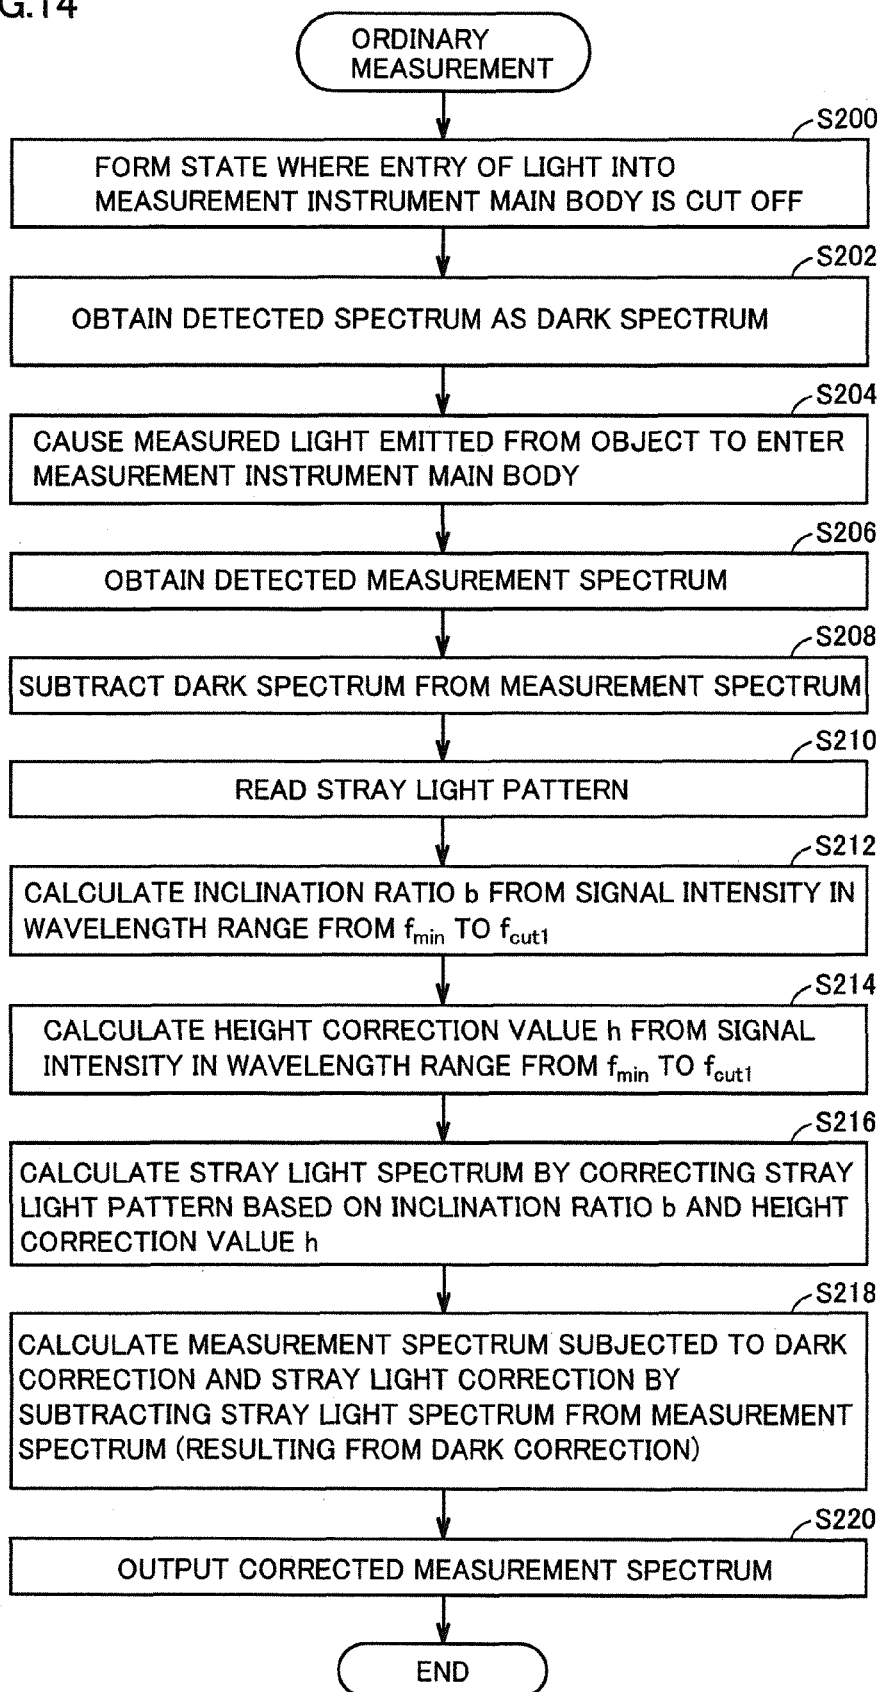 G.14
ORDINARY
MEASUREMENT
S200
FORM STATE WHERE ENTRY OF LIGHT INTO
MEASUREMENT INSTRUMENT MAIN BODY IS CUT OFF
S202
OBTAIN DETECTED SPECTRUM AS DARK SPECTRUM
S204
CAUSE MEASURED LIGHT EMITTED FROM OBJECT TO ENTER
MEASUREMENT INSTRUMENT MAIN BODY
S206
OBTAIN DETECTED MEASUREMENT SPECTRUM
S208
SUBTRACT DARK SPECTRUM FROM MEASUREMENT SPECTRUM
S210
READ STRAY LIGHT PATTERN
S212
CALCULATE INCLINATION RATIO b FROM SIGNAL INTENSITY IN
WAVELENGTH RANGE FROM fmin TO fcut1
S214
CALCULATE HEIGHT CORRECTION VALUE h FROM SIGNAL
INTENSITY IN WAVELENGTH RANGE FROM fmin TO fcut1
S216
CALCULATE STRAY LIGHT SPECTRUM BY CORRECTING STRAY
LIGHT PATTERN BASED ON INCLINATION RATIO b AND HEIGHT
CORRECTION VALUE h
S218
CALCULATE MEASUREMENT SPECTRUM SUBJECTED TO DARK
CORRECTION AND STRAY LIGHT CORRECTION BY
SUBTRACTING STRAY LIGHT SPECTRUM FROM MEASUREMENT
SPECTRUM (RESULTING FROM DARK CORRECTION)
S220
OUTPUT CORRECTED MEASUREMENT SPECTRUM
END